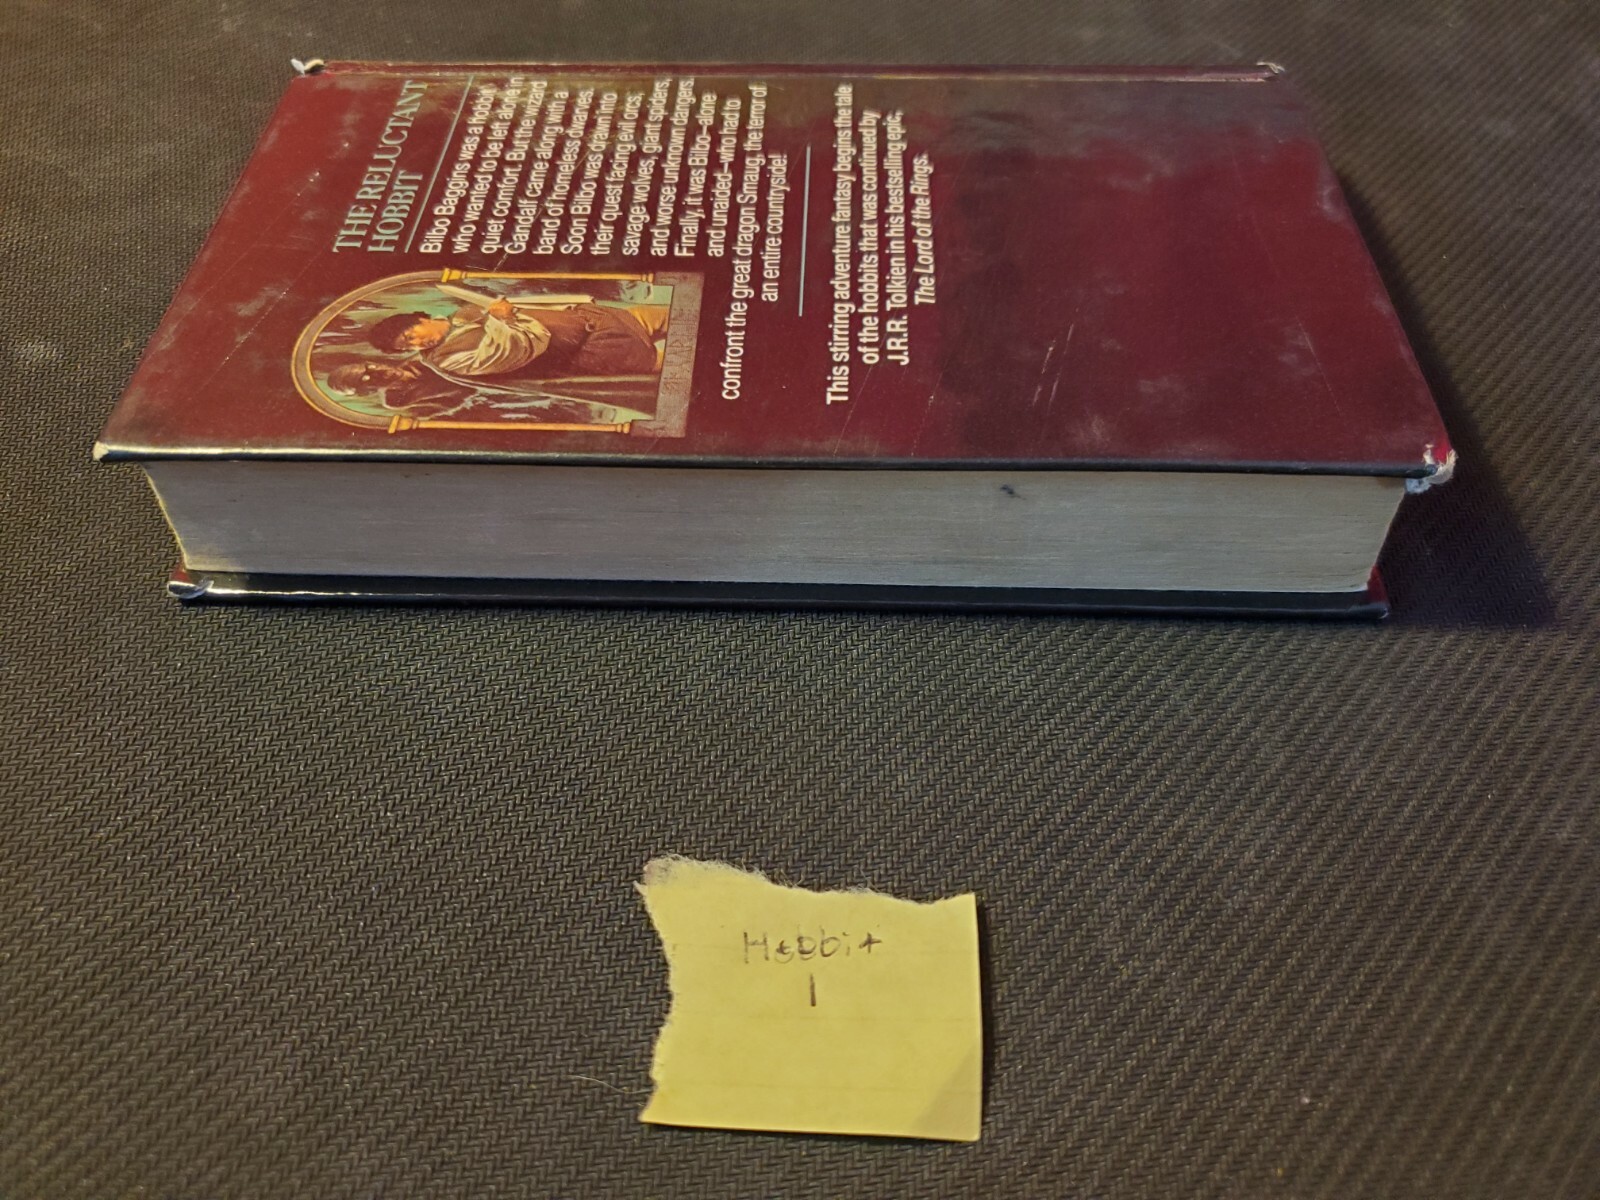 THE RELUCTANT
HOBBIT
Bilbo Baggins was a hobbit
who wanted to be left alone in
quiet comfort. But the wizard
Gandalf came along with a
band of homeless dwarves.
Soon Bilbo was drawn into
their quest facing evil orcs,
savage wolves, giant spiders,
and worse unknown dangers.
Finally, it was Bilbo–alone
and unaided–who had to
confront the great dragon Smaug, the terror of
an entire countryside!
This stirring adventure fantasy begins the tale
of the hobbits that was continued by
J.R.R. Tolkien in his bestselling epic
The Lord of the Rings.
Hobbit
1